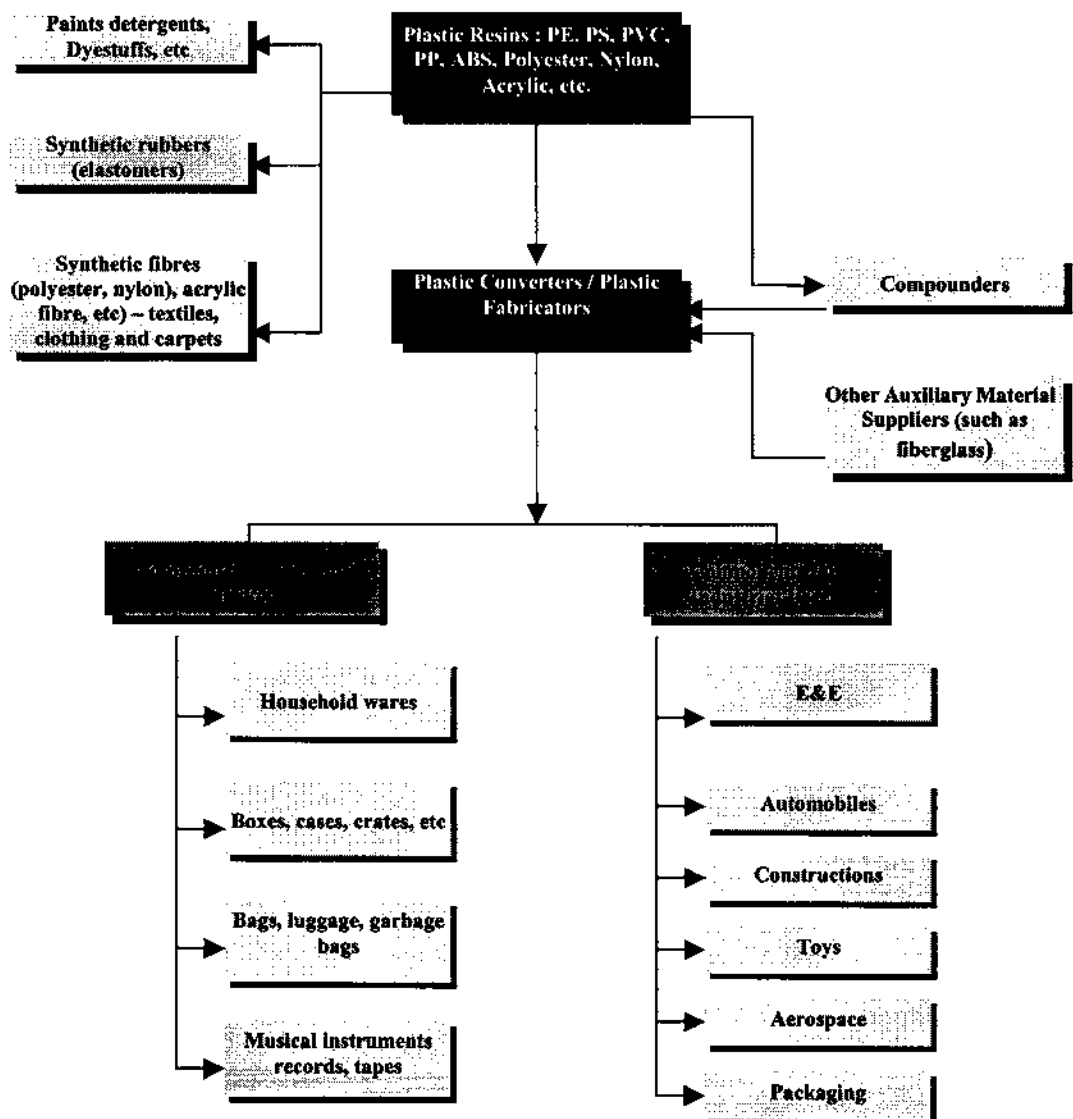 Paints detergents,
Dyestuffs, etc
Plastic Resins : PE. PS, PVC,
PP, ABS, Polyester, Nylon,
Acrylic, etc.
Synthetic rubbers
(elastomers)
Synthetic fibres
(polyester, nylon), acrylic
fibre, etc) – textiles,
clothing and carpets
Plastic Converters / Plastic
Fabricators
Compounders
Other Auxiliary Material
Suppliers (such as
fiberglass)
Household wares
Boxes, cases, crates, etc
Bags, luggage, garbage
bags
Musical instruments
records, tapes
E&E
Automobiles
Constructions
Toys
Aerospace
Packaging